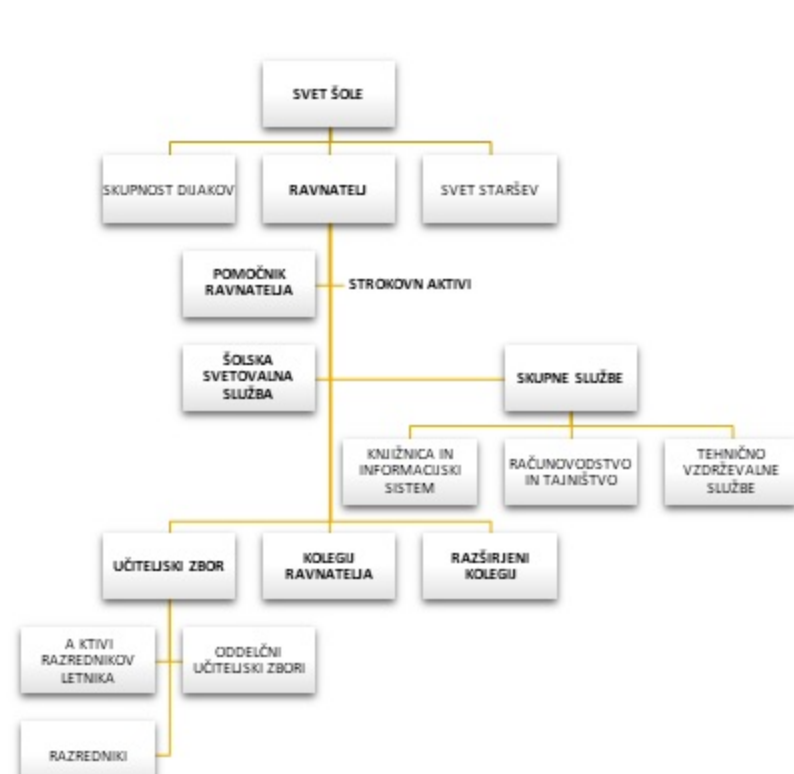 SVET ŠOLE
SKUPNOST DIJAKOV
RAVNATELJ
SVET STARŠEV
POMOČNIK
RAVNATELJA
STROKOVN AKTIVI
ŠOLSKA
SVETOVALNA
SLUŽBA
SKUPNE SLUŽBE
KNJIŽNICA IN
INFORMACIJSKI
SISTEM
RAČUNOVODSTVO
IN TAJNIŠTVO
TEHNIČNO
VZDRŽEVALNE
SLUŽBE
UČITELJSKI ZBOR
KOLEGIJ
RAVNATELJA
RAZŠIRJENI
KOLEGIJ
A KTIVI
RAZREDNIKOV
LETNIKA
ODDELČNI
UČITELJSKI ZBORI
RAZREDNIKI